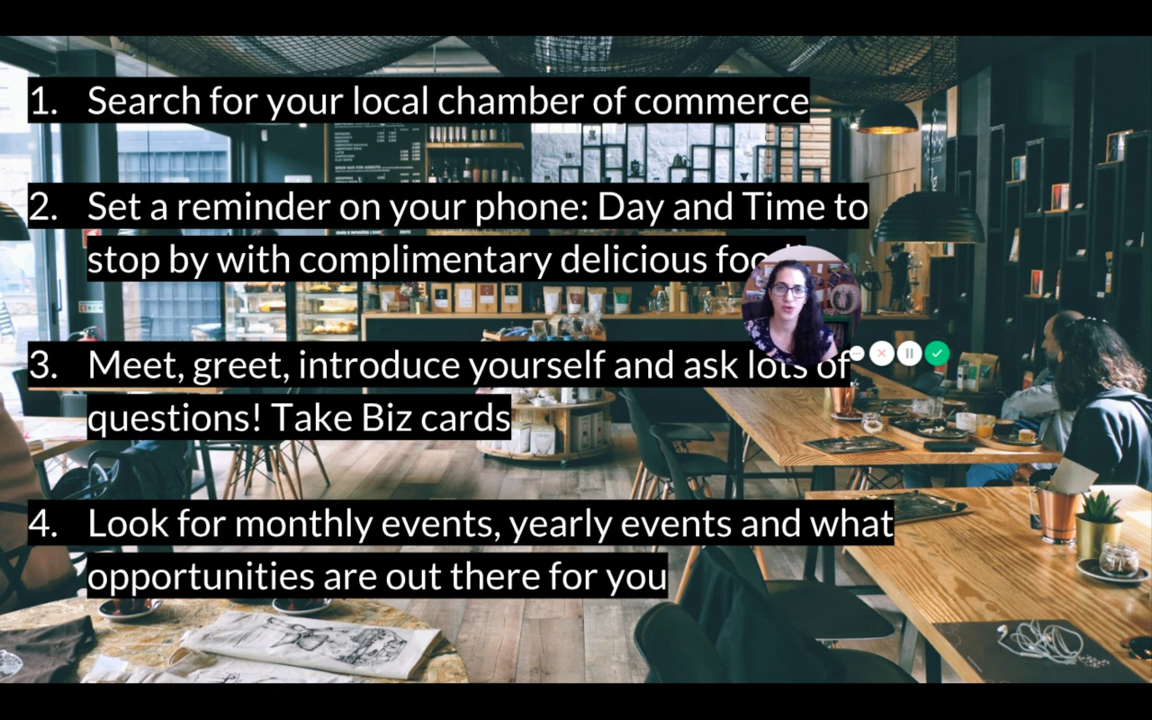 1. Search for your local chamber of commerce
2. Set a reminder on your phone: Day and Time to
stop by with complimentary delicious
3. Meet, greet, introduce yourself and ask lots of
questions! Take Biz cards
4. Look for monthly events, yearly events and what
opportunities are out there for you